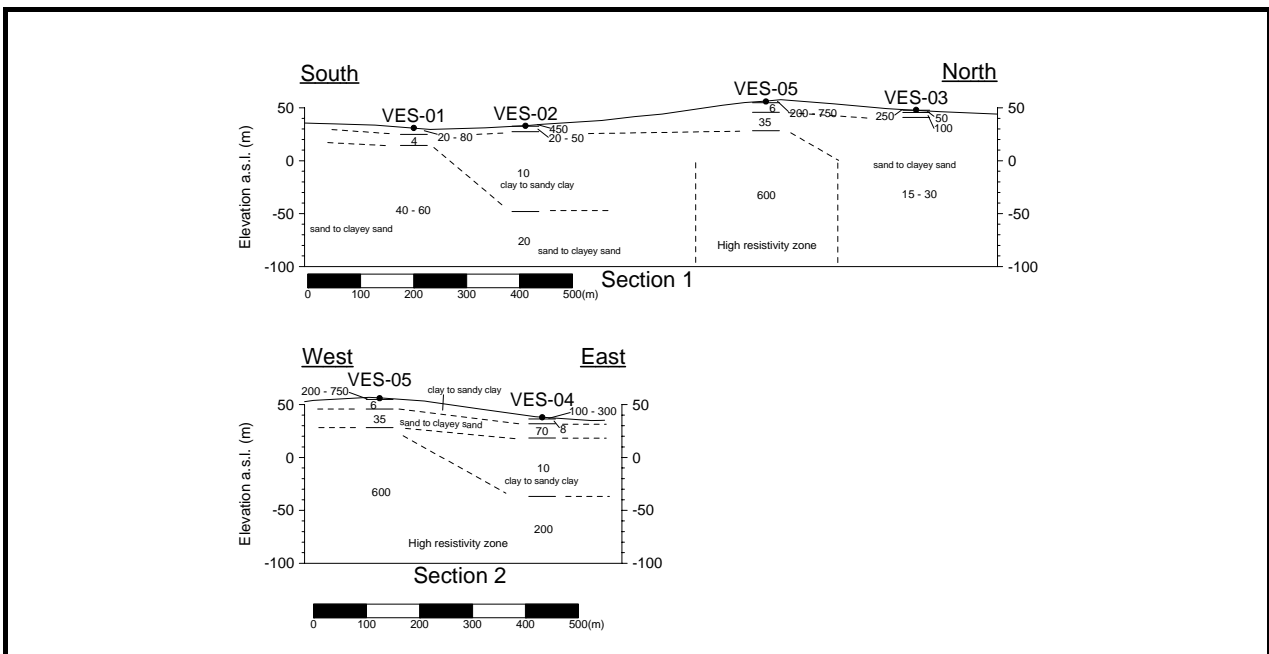 South North
VES-01 VES-02 VES-05 VES-03
Elevation a.s.l. (m)
50 50
0 0
-50 -50
-100 -100
20 - 80
4
40 - 60
sand to clayey sand
450
20 - 50
10
clay to sandy clay
20
sand to clayey sand
6
200 - 750
35
600
High resistivity zone
250
50
100
sand to clayey sand
15 - 30
Section 1
0 100 200 300 400 500(m)
West East
VES-05 VES-04
Elevation a.s.l. (m)
50 50
0 0
-50 -50
-100 -100
200 - 750
6
35
600
clay to sandy clay
sand to clayey sand
100 - 300
8
70
10
clay to sandy clay
200
High resistivity zone
Section 2
0 100 200 300 400 500(m)